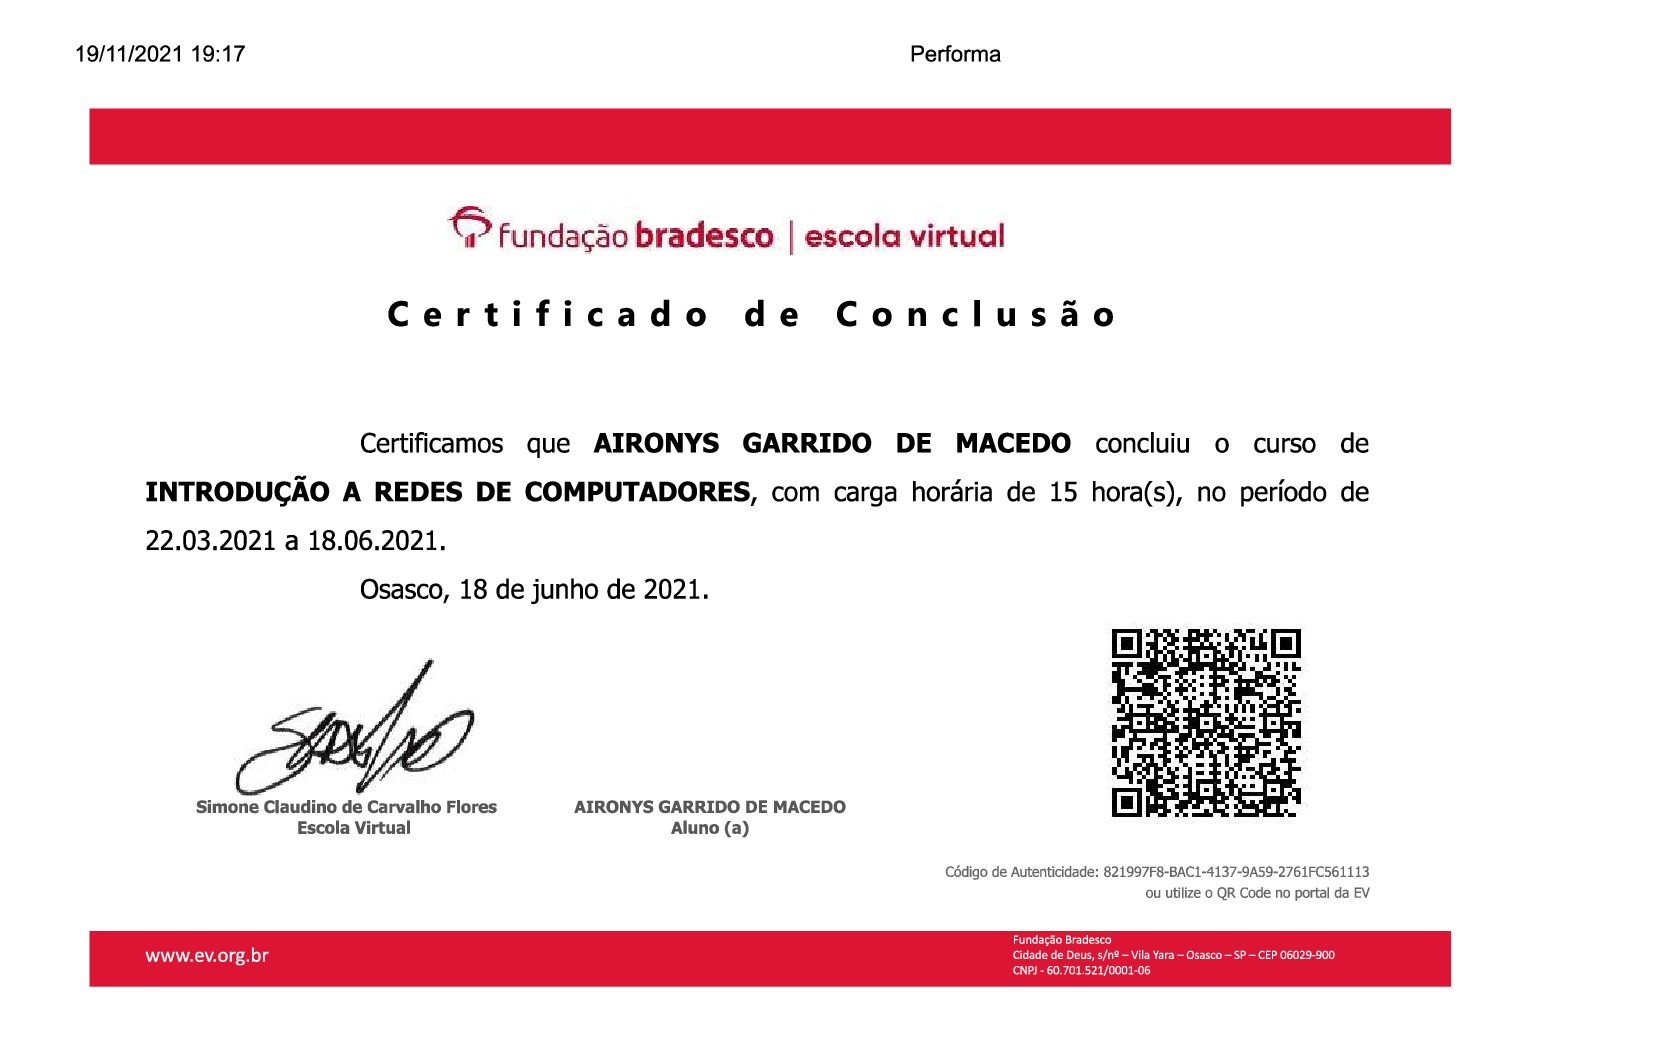 19/11/2021 19:17 Performa
fundação bradesco | escola virtual
Certificado de Conclusão
Certificamos que AIRONYS GARRIDO DE MACEDO concluiu o curso de
INTRODUÇÃO A REDES DE COMPUTADORES, com carga horária de 15 hora(s), no período de
22.03.2021 a 18.06.2021.
Osasco, 18 de junho de 2021.
Simone Claudino de Carvalho Flores AIRONYS GARRIDO DE MACEDO
Escola Virtual Aluno (a)
Código de Autenticidade: 821997F8-BAC1-4137-9A59-2761FC561113
ou utilize o QR Code no portal da EV
www.ev.org.br
Fundação Bradesco
Cidade de Deus, s/nº – Vila Yara – Osasco – SP – CEP 06029-900
CNPJ - 60.701.521/0001-06